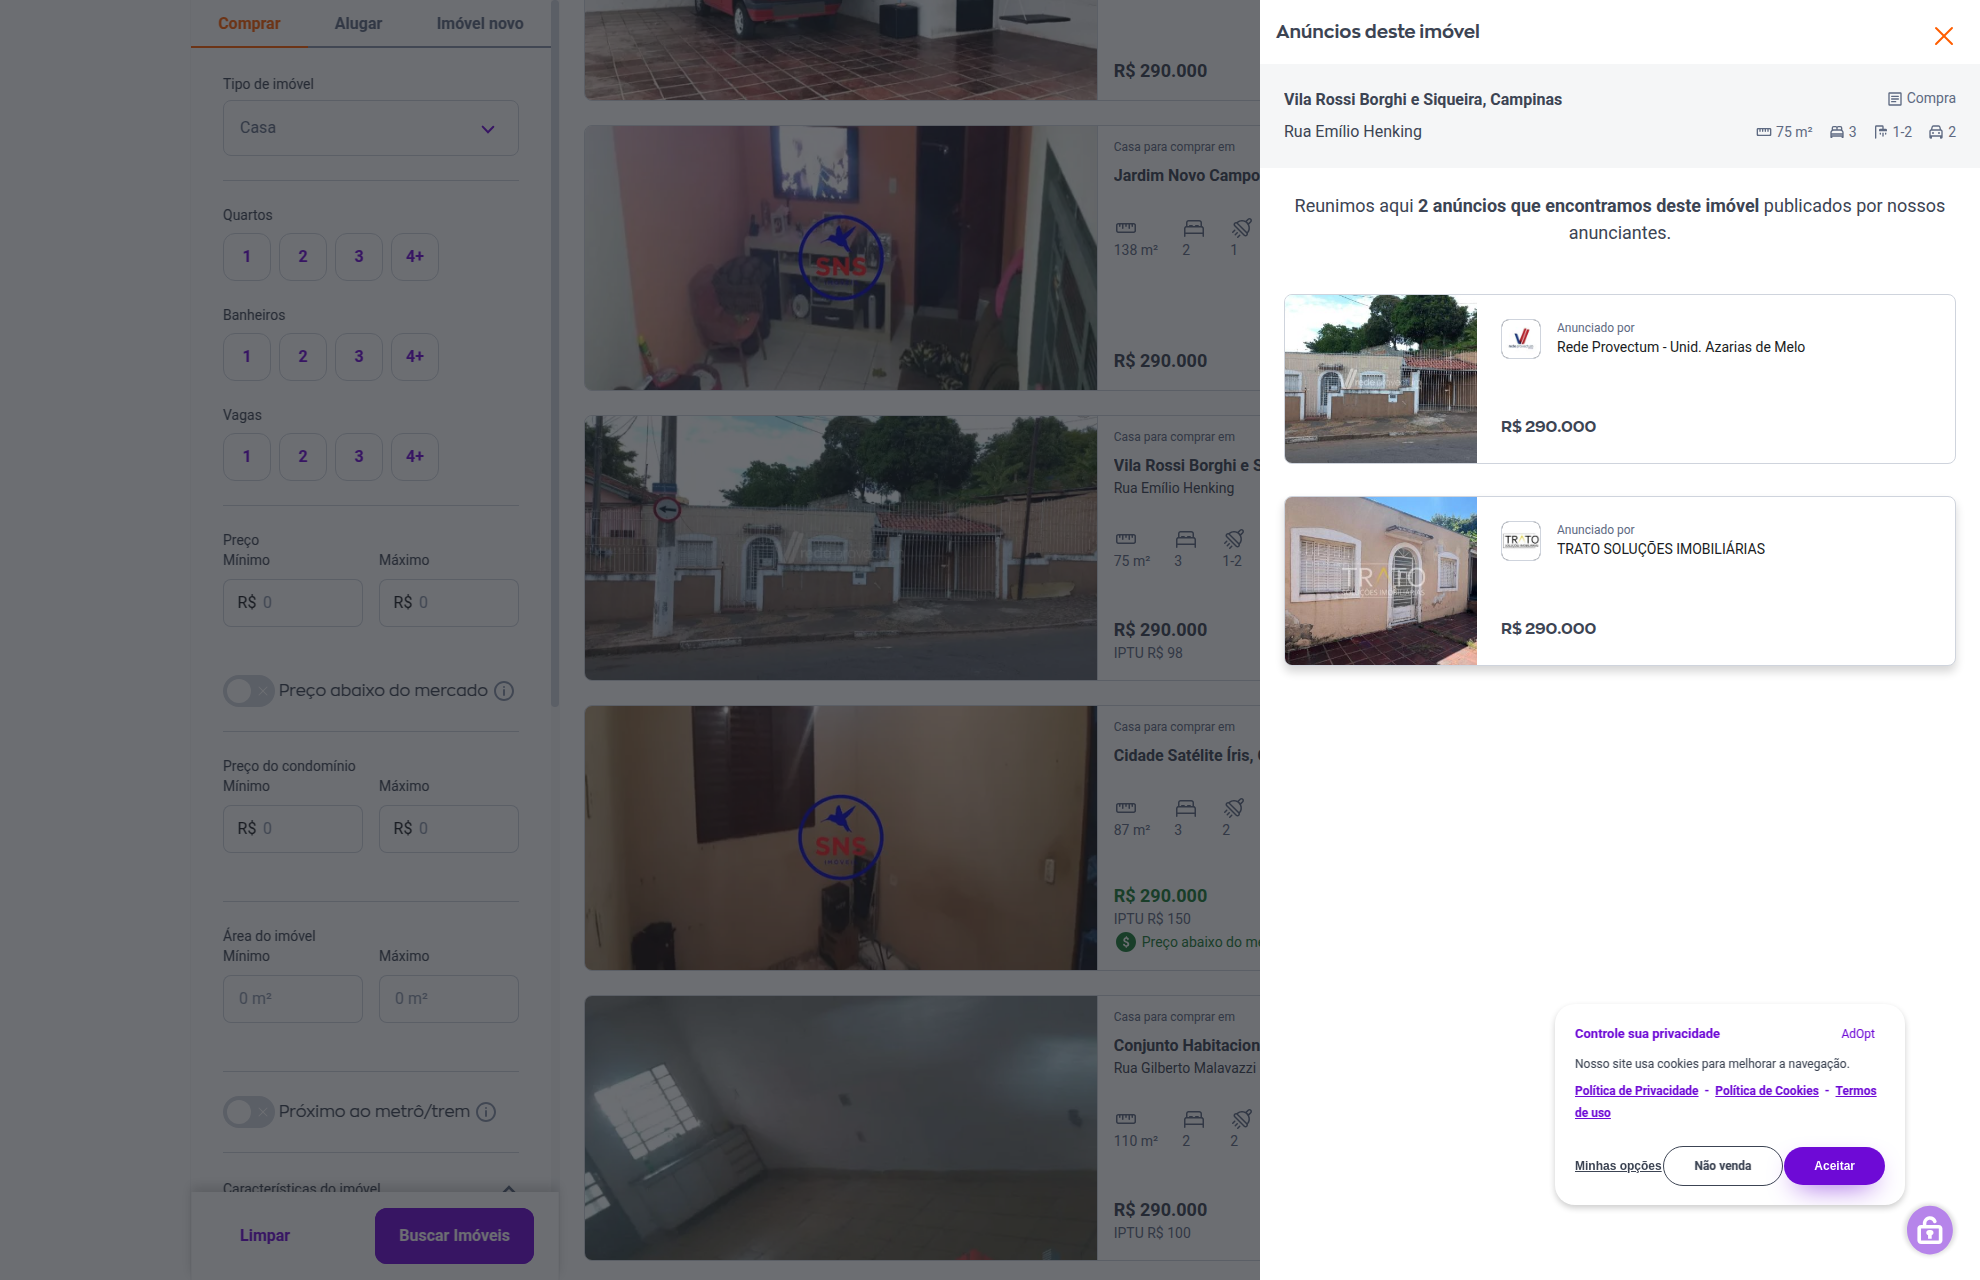 Comprar
Alugar
Imóvel novo
Tipo de imóvel
Casa
Quartos
1
2
3
4+
Banheiros
1
2
3
4+
Vagas
1
2
3
4+
Preço
Mínimo
Máximo
R$ 0
R$ 0
Preço abaixo do mercado
Preço do condomínio
Mínimo
Máximo
R$ 0
R$ 0
Área do imóvel
Mínimo
Máximo
0 m²
0 m²
Próximo ao metrô/trem
Características do imóvel
Limpar
Buscar Imóveis
R$ 290.000
SNS
Casa para comprar em
Jardim Novo Campo
138 m²
2
1
R$ 290.000
Casa para comprar em
Vila Rossi Borghi e S
Rua Emílio Henking
75 m²
3
1-2
R$ 290.000
IPTU R$ 98
SNS
IMÓVEIS
Casa para comprar em
Cidade Satélite Íris,
87 m²
3
2
R$ 290.000
IPTU R$ 150
Preço abaixo do me
Casa para comprar em
Conjunto Habitacion
Rua Gilberto Malavazzi
110 m²
2
2
R$ 290.000
IPTU R$ 100
Anúncios deste imóvel
Vila Rossi Borghi e Siqueira, Campinas
Compra
Rua Emílio Henking
75 m²
3
1-2
2
Reunimos aqui 2 anúncios que encontramos deste imóvel publicados por nossos
anunciantes.
Anunciado por
Rede Provectum - Unid. Azarias de Melo
R$ 290.000
TRATO
TRATO
Anunciado por
TRATO SOLUÇÕES IMOBILIÁRIAS
R$ 290.000
Controle sua privacidade
AdOpt
Nosso site usa cookies para melhorar a navegação.
Política de Privacidade - Política de Cookies - Termos
de uso
Minhas opções
Não venda
Aceitar